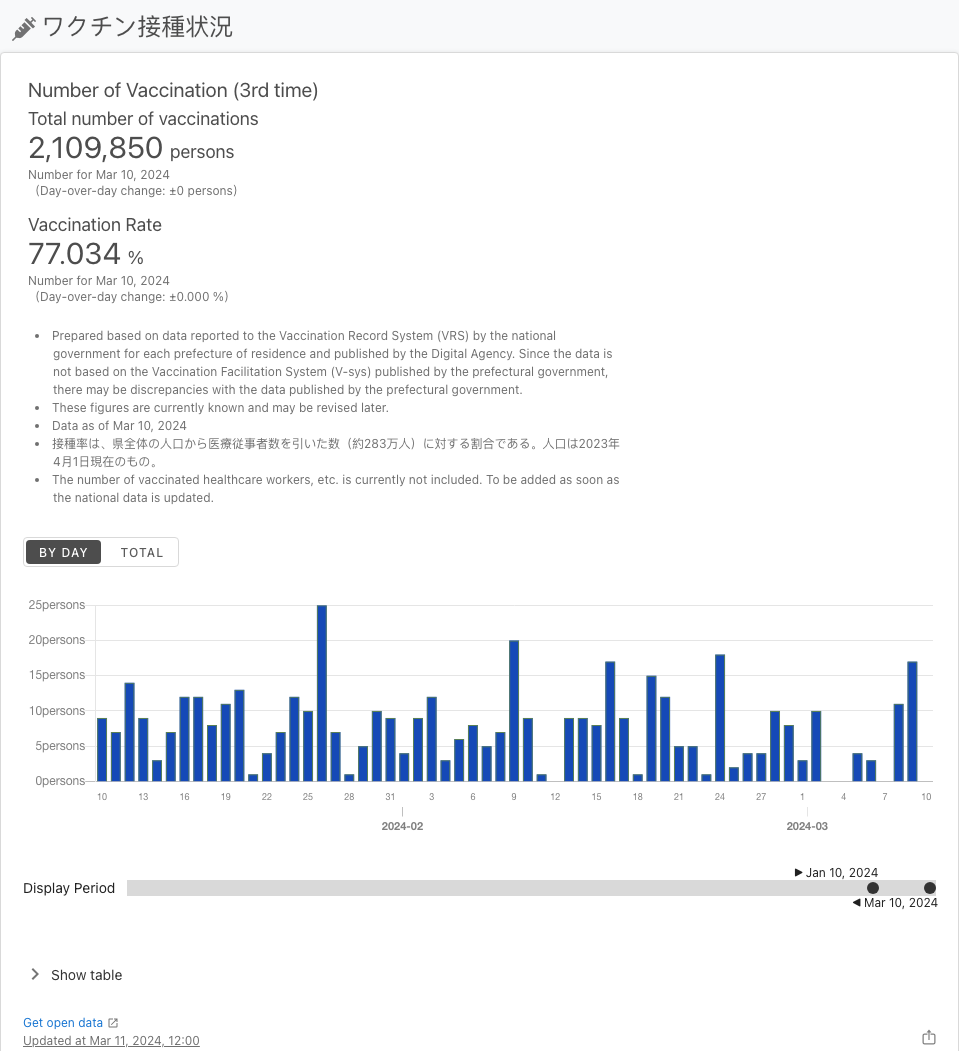 ワクチン接種状況
Number of Vaccination (3rd time)
Total number of vaccinations
2,109,850 persons
Number for Mar 10, 2024
(Day-over-day change: ±0 persons)
Vaccination Rate
77.034 %
Number for Mar 10, 2024
(Day-over-day change: ±0.000 %)
• Prepared based on data reported to the Vaccination Record System (VRS) by the national
government for each prefecture of residence and published by the Digital Agency. Since the data is
not based on the Vaccination Facilitation System (V-sys) published by the prefectural government,
there may be discrepancies with the data published by the prefectural government.
• These figures are currently known and may be revised later.
• Data as of Mar 10, 2024
• 接種率は、県全体の人口から医療従事者数を引いた数（約283万人）に対する割合である。人口は2023年
4月1日現在のもの。
• The number of vaccinated healthcare workers, etc. is currently not included. To be added as soon as
the national data is updated.
BY DAY TOTAL
25persons
20persons
15persons
10persons
5persons
0persons
10 13 16 19 22 25 28 31 3 6 9 12 15 18 21 24 27 1 4 7 10
2024-02 2024-03
Jan 10, 2024
Display Period
Mar 10, 2024
Show table
Get open data
Updated at Mar 11, 2024, 12:00